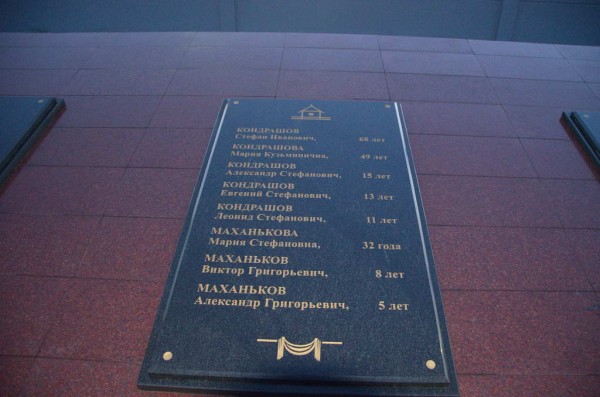 КОНДРАШОВ
Стефан Иванович, 68 лет
КОНДРАШОВА
Мария Кузьминична, 49 лет
КОНДРАШОВ
Александр Стефанович, 15 лет
КОНДРАШОВ
Евгений Стефанович, 13 лет
КОНДРАШОВ
Леонид Стефанович, 11 лет
МАХАНЬКОВА
Мария Стефановна, 32 года
МАХАНЬКОВ
Виктор Григорьевич, 8 лет
МАХАНЬКОВ
Александр Григорьевич, 5 лет